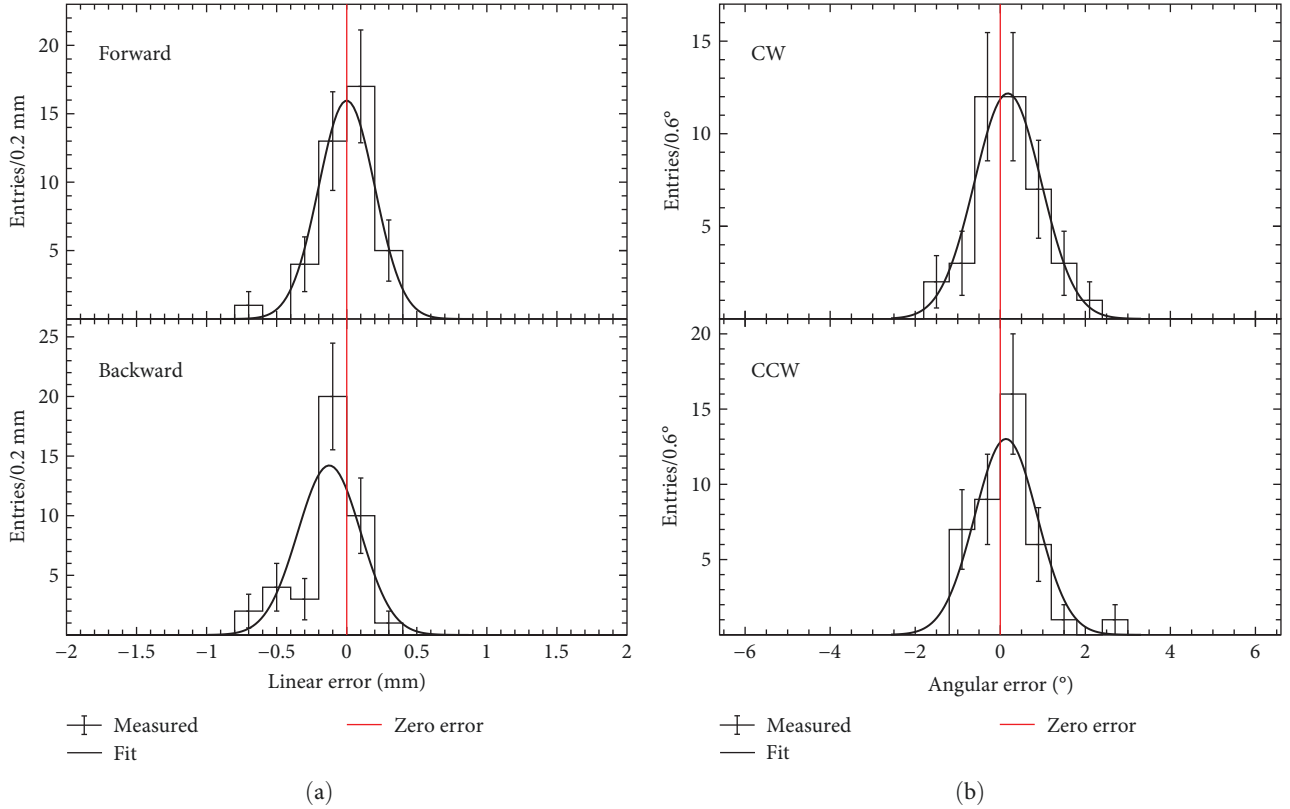 Forward
Entries/0.2 mm
20
15
10
5
Backward
Entries/0.2 mm
25
20
15
10
5
−2 −1.5 −1 −0.5 0 0.5 1 1.5 2
Linear error (mm)
Measured
Fit
Zero error
(a)
CW
Entries/0.6°
15
10
5
CCW
Entries/0.6°
20
15
10
5
−6 −4 −2 0 2 4 6
Angular error (°)
Measured
Fit
Zero error
(b)